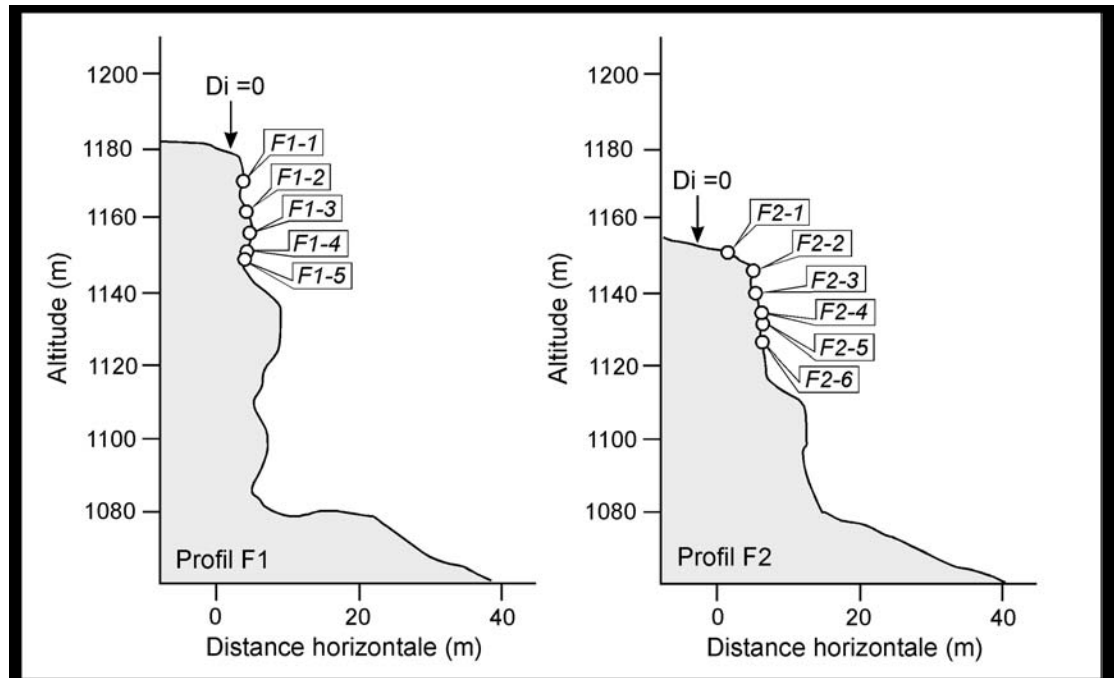 1200
Di =0
1180
F1-1
F1-2
1160
F1-3
F1-4
F1-5
1140
1120
1100
1080
Altitude (m)
Profil F1
0
20
40
Distance horizontale (m)
1200
1180
Di =0
1160
F2-1
F2-2
1140
F2-3
F2-4
F2-5
1120
F2-6
1100
1080
Altitude (m)
Profil F2
0
20
40
Distance horizontale (m)